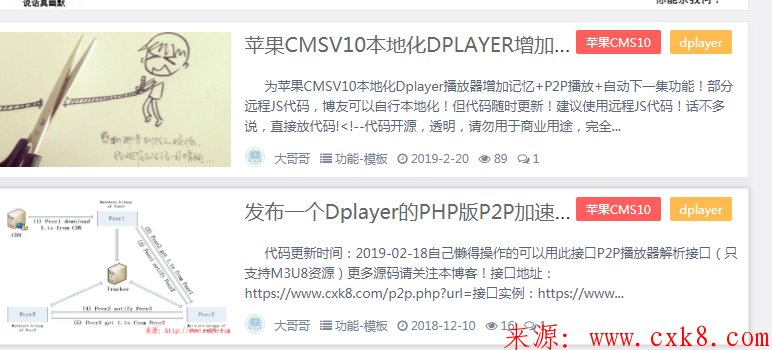 说话真幽默
苹果CMSV10本地化DPLAYER增加... 苹果CMS10 dplayer
为苹果CMSV10本地化Dplayer播放器增加记忆+P2P播放+自动下一集功能！部分
远程JS代码，博友可以自行本地化！但代码随时更新！建议使用远程JS代码！话不多
说，直接放代码!<!--代码开源，透明，请勿用于商业用途，完全...
大哥哥 功能-模板 2019-2-20 89 1
发布一个Dplayer的PHP版P2P加速... 苹果CMS10 dplayer
代码更新时间：2019-02-18自己懒得操作的可以用此接口P2P播放器解析接口（只
支持M3U8资源）更多源码请关注本博客！接口地址：
https://www.cxk8.com/p2p.php?url=接口实例：https://www...
大哥哥 功能-模板 2018-12-10
CDN
(1) Peer1 download
1.ts from CDN
Peer1
Tracker
(4) Peer2 notify Peer3
Peer3
Peer2
(5) Peer3 get 1.ts from Peer2
来源: www.cxk8.com